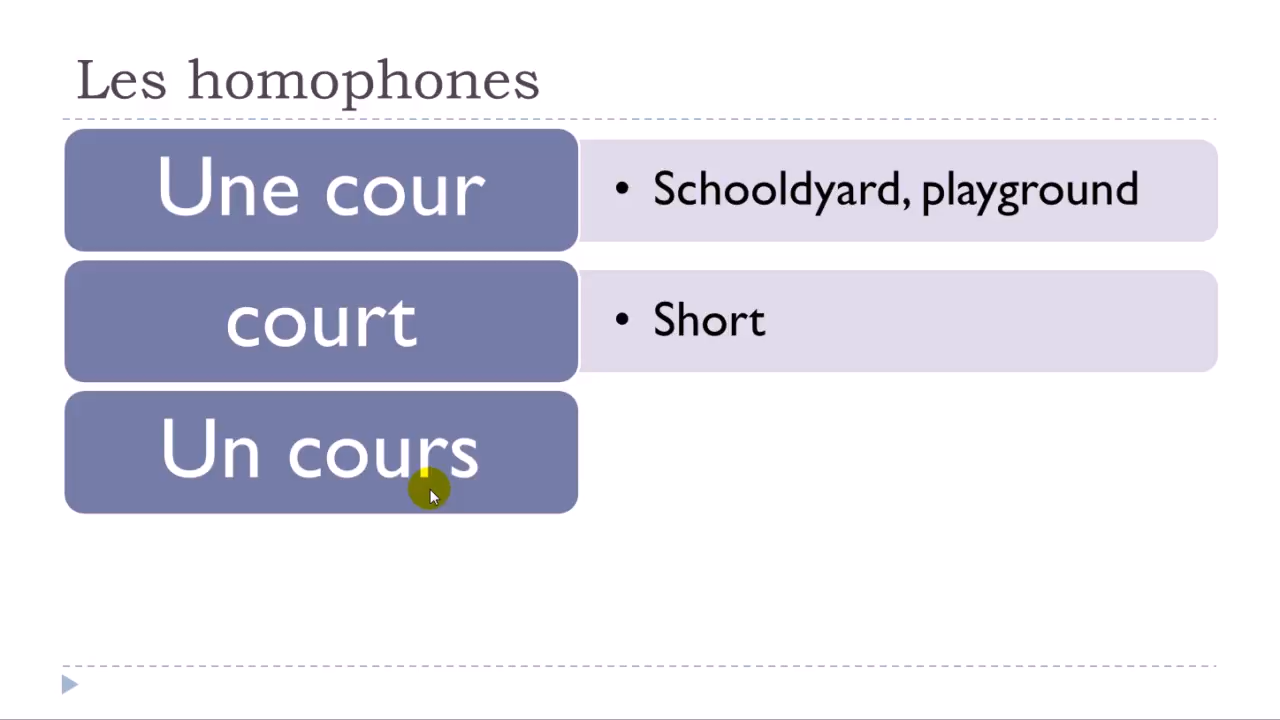 Les homophones
Une cour
• Schooldyard, playground
court
• Short
Un cours